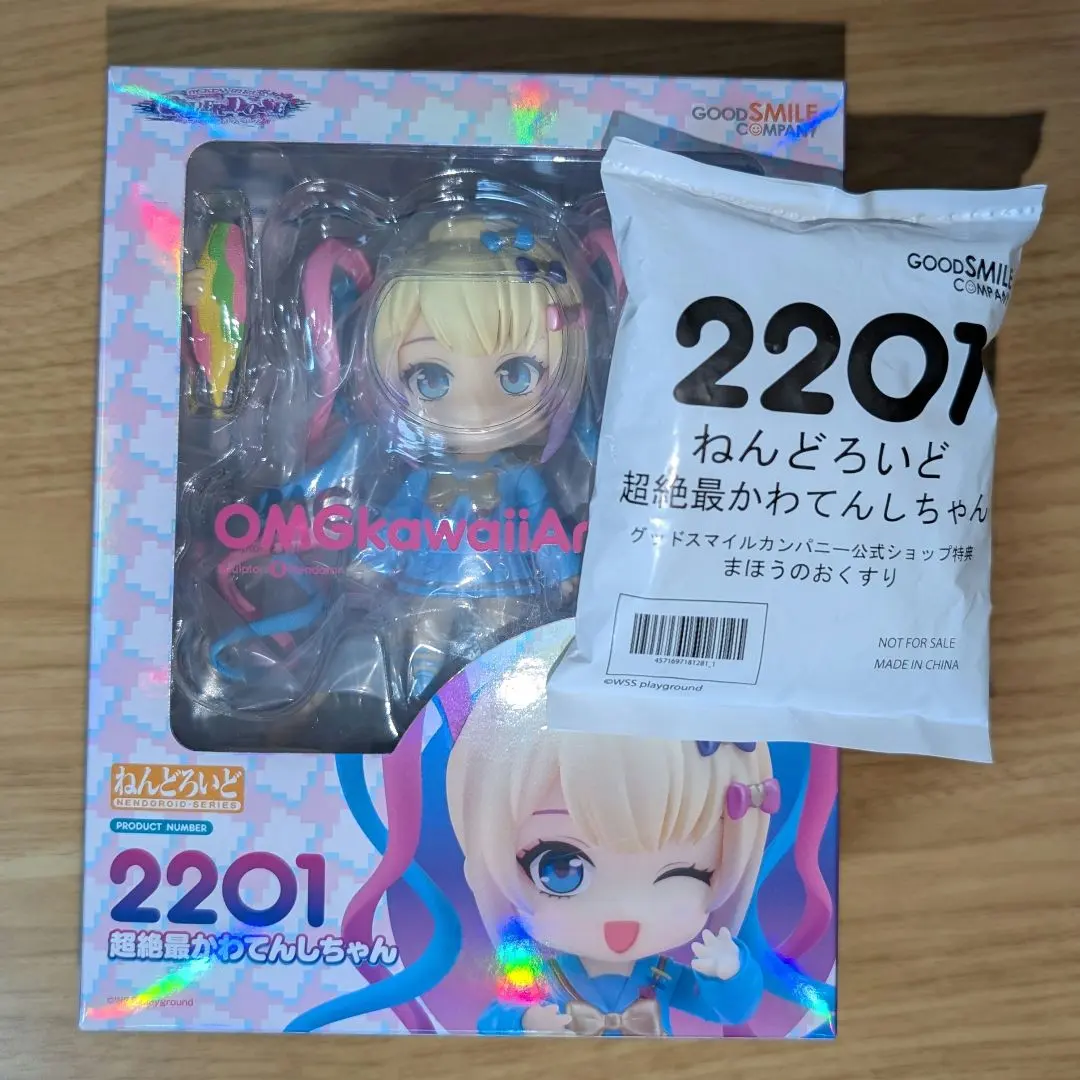 GOODSMILE
COMPANY
OMGkawaiiAn
ねんどろいど
NENDOROID·SERIES
PRODUCT NUMBER
2201
超絶最かわてんしちゃん
playground
GOODSMILE
COMPANY
2201
ねんどろいど
超絶最かわてんしちゃん
グッドスマイルカンパニー公式ショップ特典
まほうのおくすり
4571697181281_1
NOT FOR SALE
MADE IN CHINA
©WSS playground